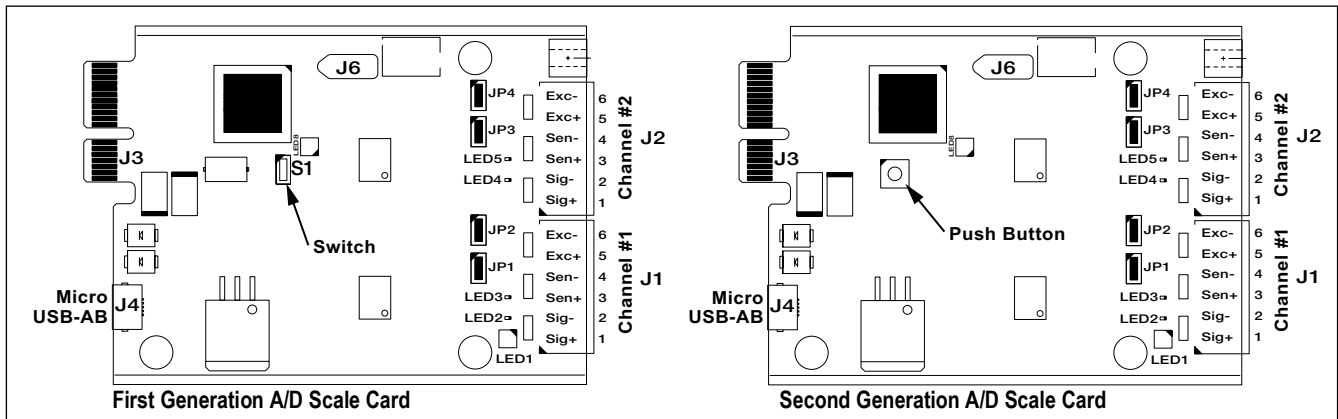 J6
JP4
JP3
LED5
LED4
LED8
J3
S1
Switch
Exc- 6
Exc+ 5
Sen- 4
Sen+ 3
Sig- 2
Sig+ 1
Channel #2
J2
JP2
JP1
LED3
LED2
LED1
Exc- 6
Exc+ 5
Sen- 4
Sen+ 3
Sig- 2
Sig+ 1
Channel #1
J1
Micro
USB-AB
J4
First Generation A/D Scale Card
J6
JP4
JP3
LED5
LED4
LED8
J3
Push Button
Exc- 6
Exc+ 5
Sen- 4
Sen+ 3
Sig- 2
Sig+ 1
Channel #2
J2
JP2
JP1
LED3
LED2
LED1
Exc- 6
Exc+ 5
Sen- 4
Sen+ 3
Sig- 2
Sig+ 1
Channel #1
J1
Micro
USB-AB
J4
Second Generation A/D Scale Card